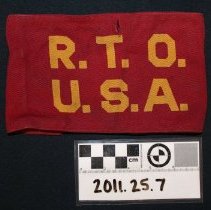 R. T. O.
U. S. A.
cm
2011.25.7